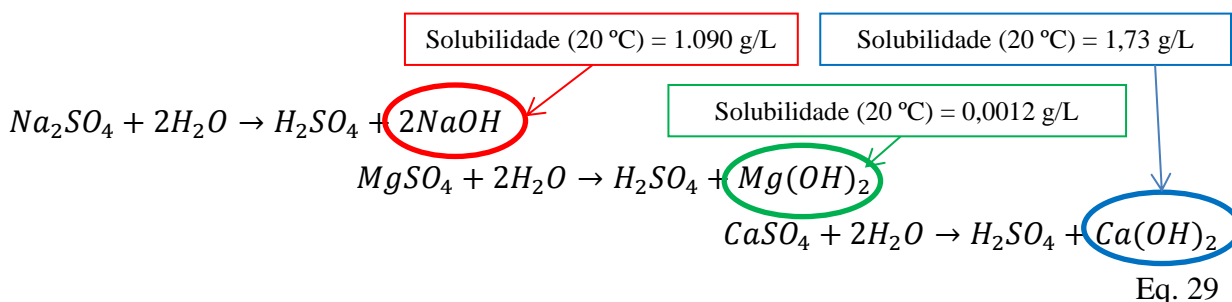 Solubilidade (20 ºC) = 1.090 g/L
Solubilidade (20 ºC) = 1,73 g/L
Na₂SO₄ + 2H₂O → H₂SO₄ + 2NaOH
Solubilidade (20 ºC) = 0,0012 g/L
MgSO₄ + 2H₂O → H₂SO₄ + Mg(OH)₂
CaSO₄ + 2H₂O → H₂SO₄ + Ca(OH)₂
Eq. 29